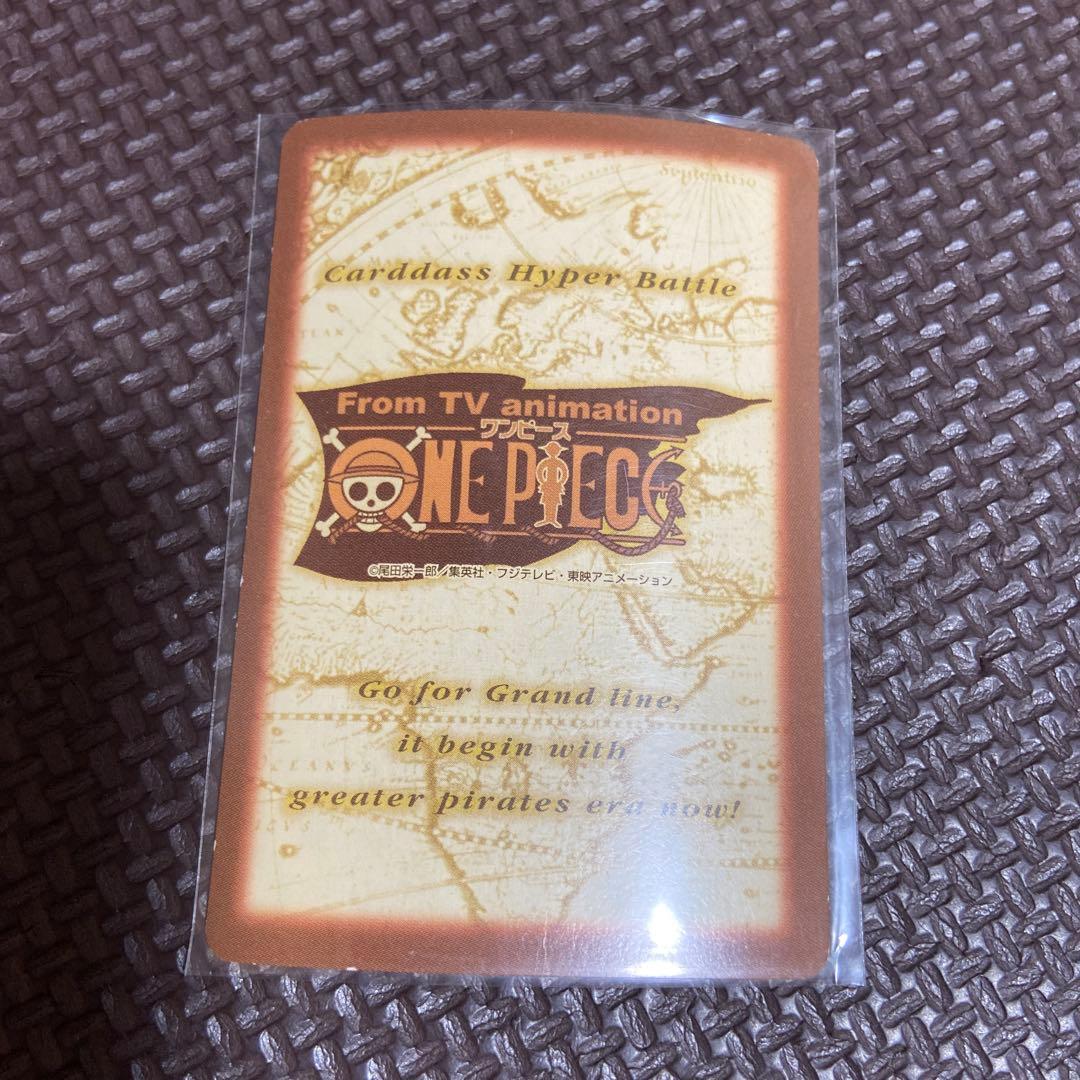 Septentrio
Carddass Hyper Battle
From TV animation
ワンピース
ONE PIECE
©尾田栄一郎/集英社・フジテレビ・東映アニメーション
Go for Grand line,
it begin with
greater pirates era now!